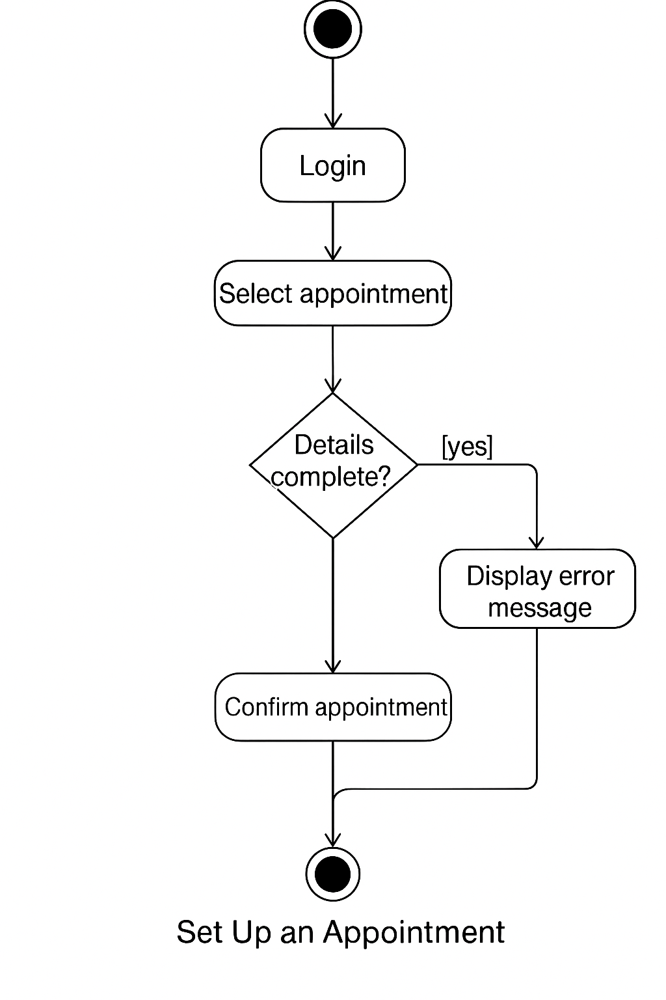 Login
Select appointment
Details
complete?
[yes]
Display error
message
Confirm appointment
Set Up an Appointment